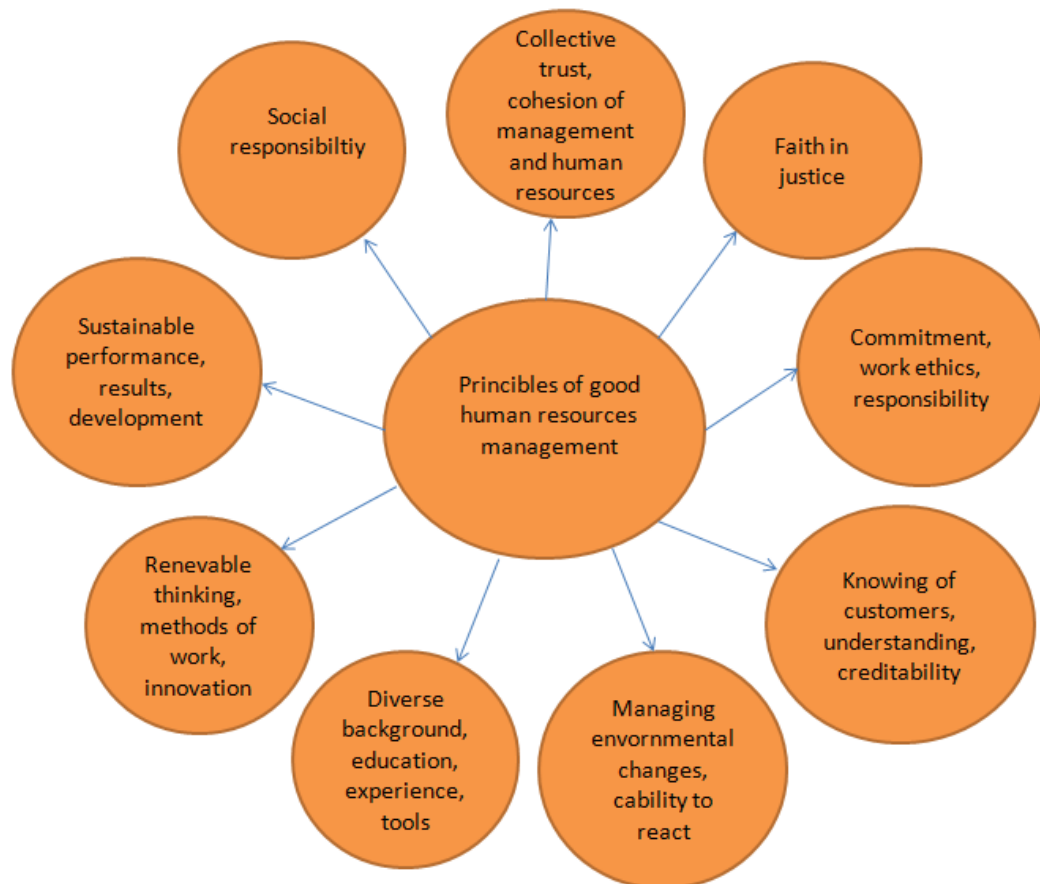 Collective
trust,
cohesion of
management
and human
resources
Social
responsibiltiy
Faith in
justice
Sustainable
performance,
results,
development
Princibles of good
human resources
management
Commitment,
work ethics,
responsibility
Renevable
thinking,
methods of
work,
innovation
Knowing of
customers,
understanding,
creditability
Diverse
background,
education,
experience,
tools
Managing
envornmental
changes,
cability to
react